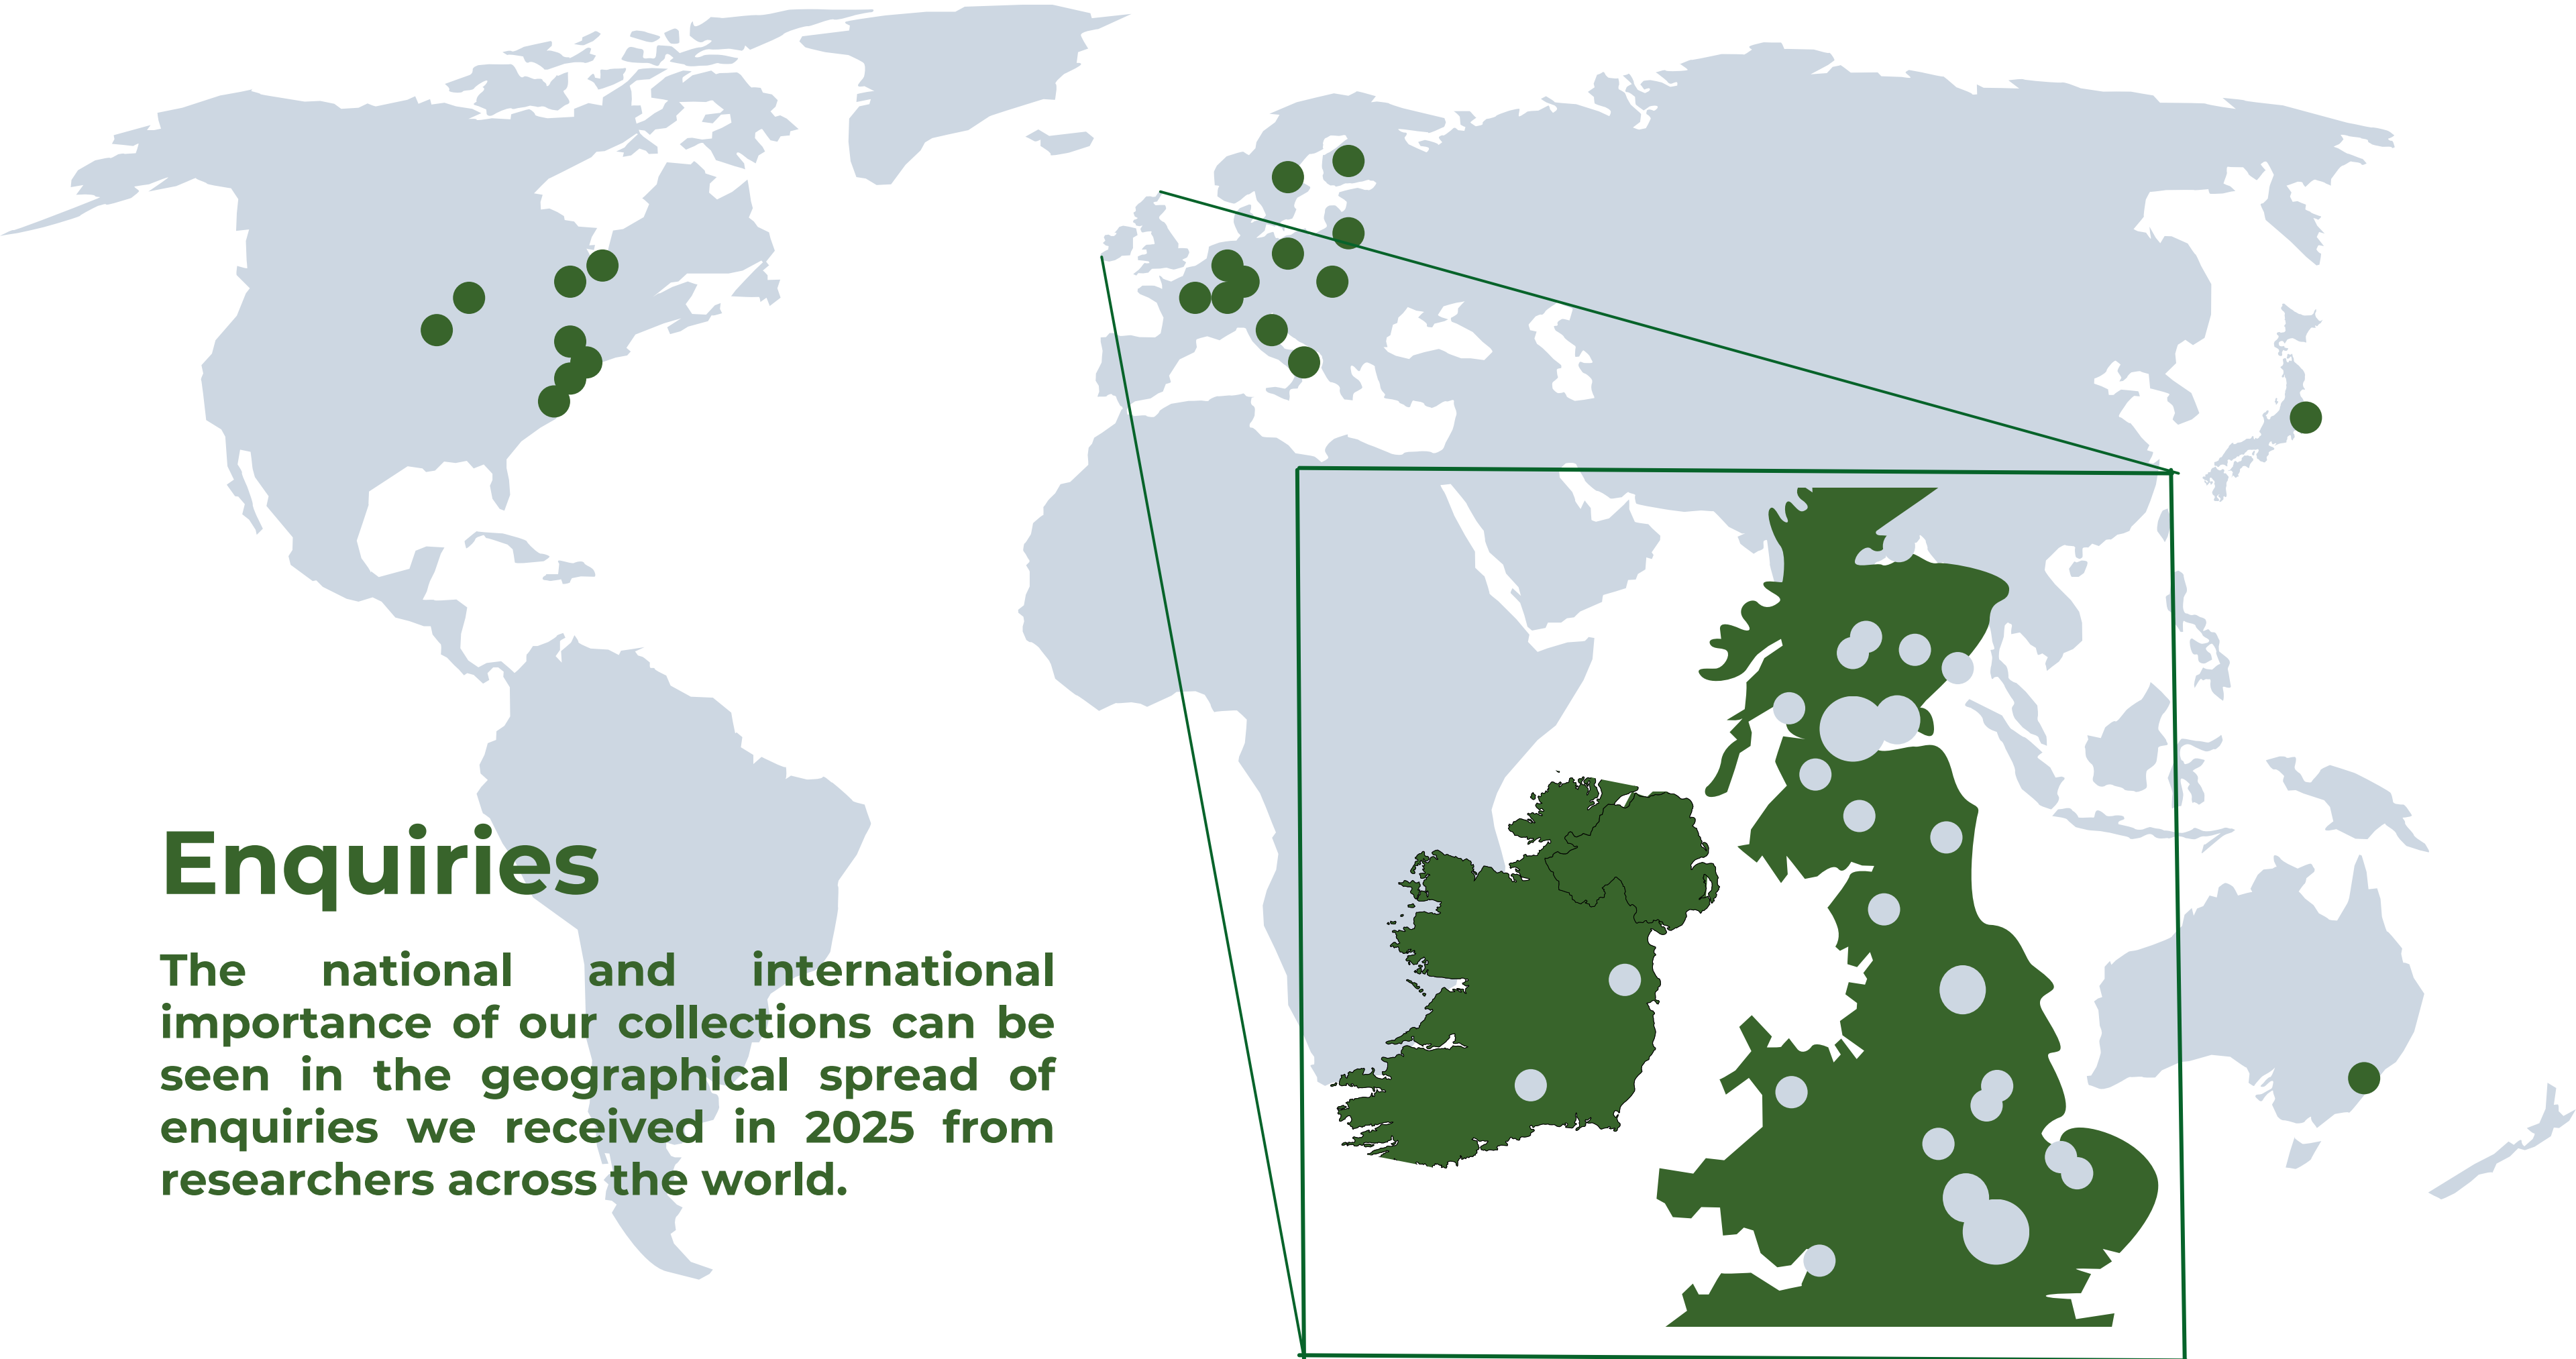 Enquiries
The national and international
importance of our collections can be
seen in the geographical spread of
enquiries we received in 2025 from
researchers across the world.